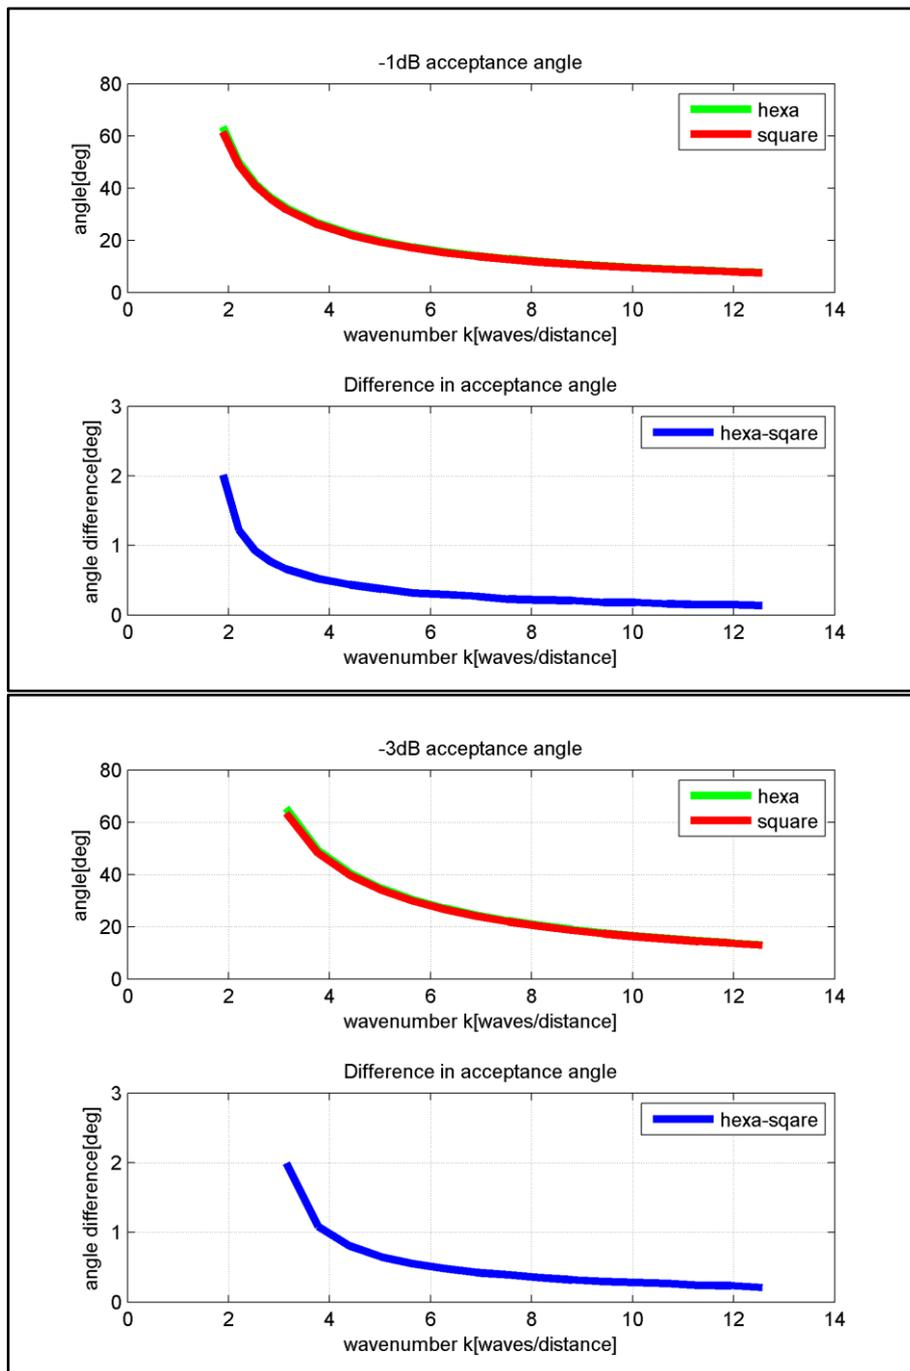 -1dB acceptance angle
80
60
40
20
0
angle[deg]
hexa
square
0 2 4 6 8 10 12 14
wavenumber k[waves/distance]
Difference in acceptance angle
3
2
1
0
angle difference[deg]
hexa-sqare
0 2 4 6 8 10 12 14
wavenumber k[waves/distance]
-3dB acceptance angle
80
60
40
20
0
angle[deg]
hexa
square
0 2 4 6 8 10 12 14
wavenumber k[waves/distance]
Difference in acceptance angle
3
2
1
0
angle difference[deg]
hexa-sqare
0 2 4 6 8 10 12 14
wavenumber k[waves/distance]